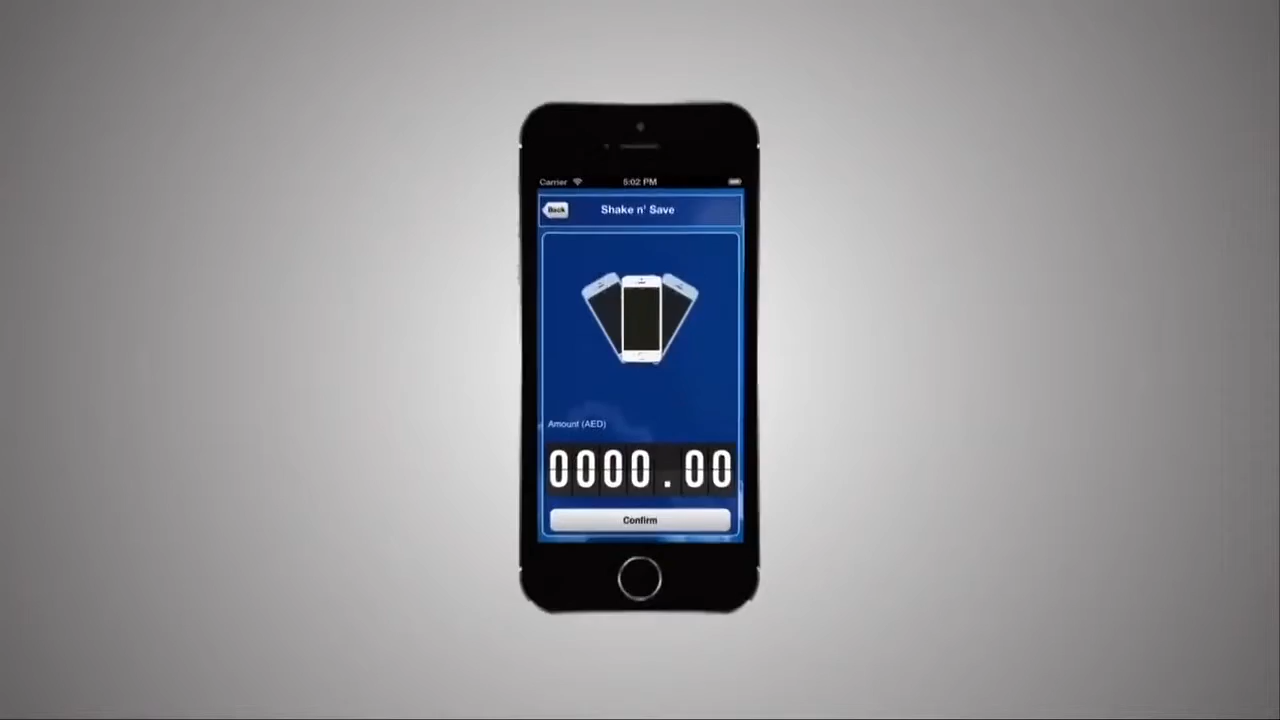 Carrier 5:02 PM
Back Shake n' Save
Amount (AED)
0000.00
Confirm